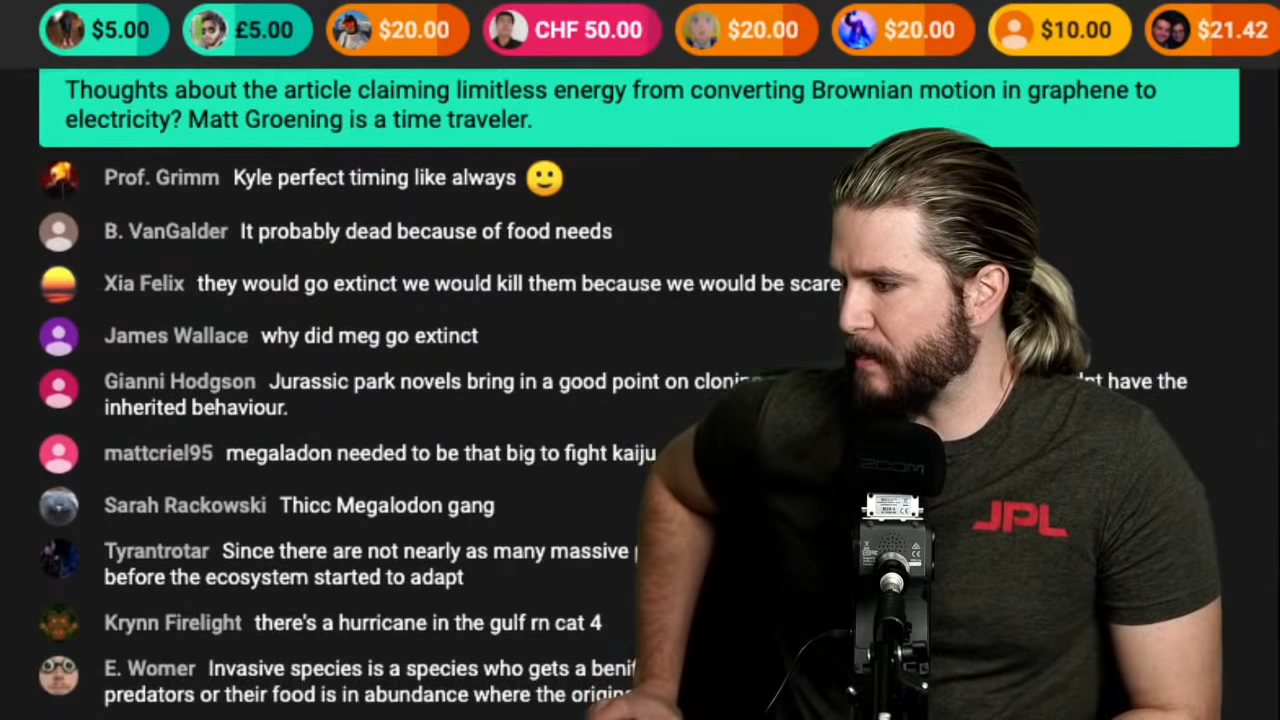 $5.00 £5.00 $20.00 CHF 50.00 $20.00 $20.00 $10.00 $21.42
Thoughts about the article claiming limitless energy from converting Brownian motion in graphene to
electricity? Matt Groening is a time traveler.
Prof. Grimm Kyle perfect timing like always
B. VanGalder It probably dead because of food needs
Xia Felix they would go extinct we would kill them because we would be scare
James Wallace why did meg go extinct
Gianni Hodgson Jurassic park novels bring in a good point on have the
inherited behaviour.
mattcriel95 megaladon needed to be that big to fight kaiju
Sarah Rackowski Thicc Megalodon gang
Tyrantrotar Since there are not nearly as many massive
before the ecosystem started to adapt
Krynn Firelight there's a hurricane in the gulf rn cat 4
E. Womer Invasive species is a species who gets a
predators or their food is in abundance where the
ZOOM
JPL